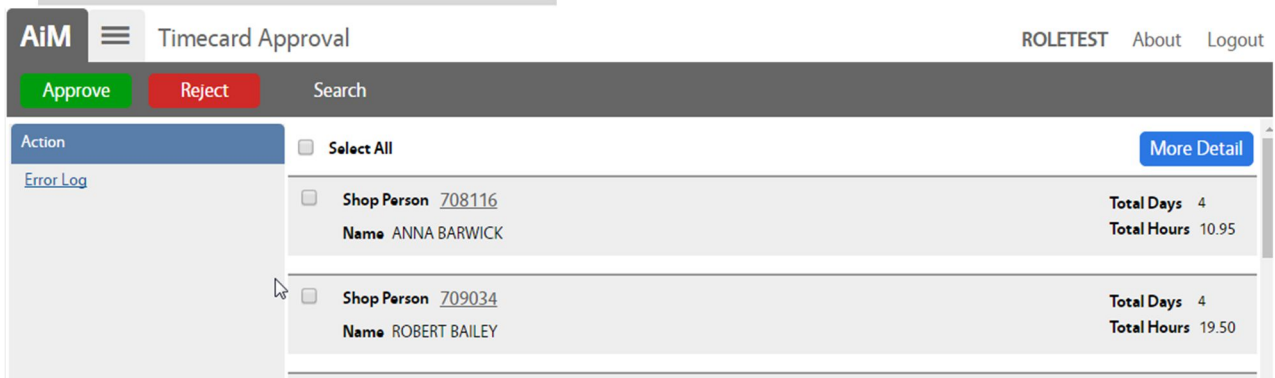 AiM Timecard Approval ROLETEST About Logout
Approve Reject Search
Action
Error Log
Select All More Detail
Shop Person 708116 Total Days 4
Name ANNA BARWICK Total Hours 10.95
Shop Person 709034 Total Days 4
Name ROBERT BAILEY Total Hours 19.50